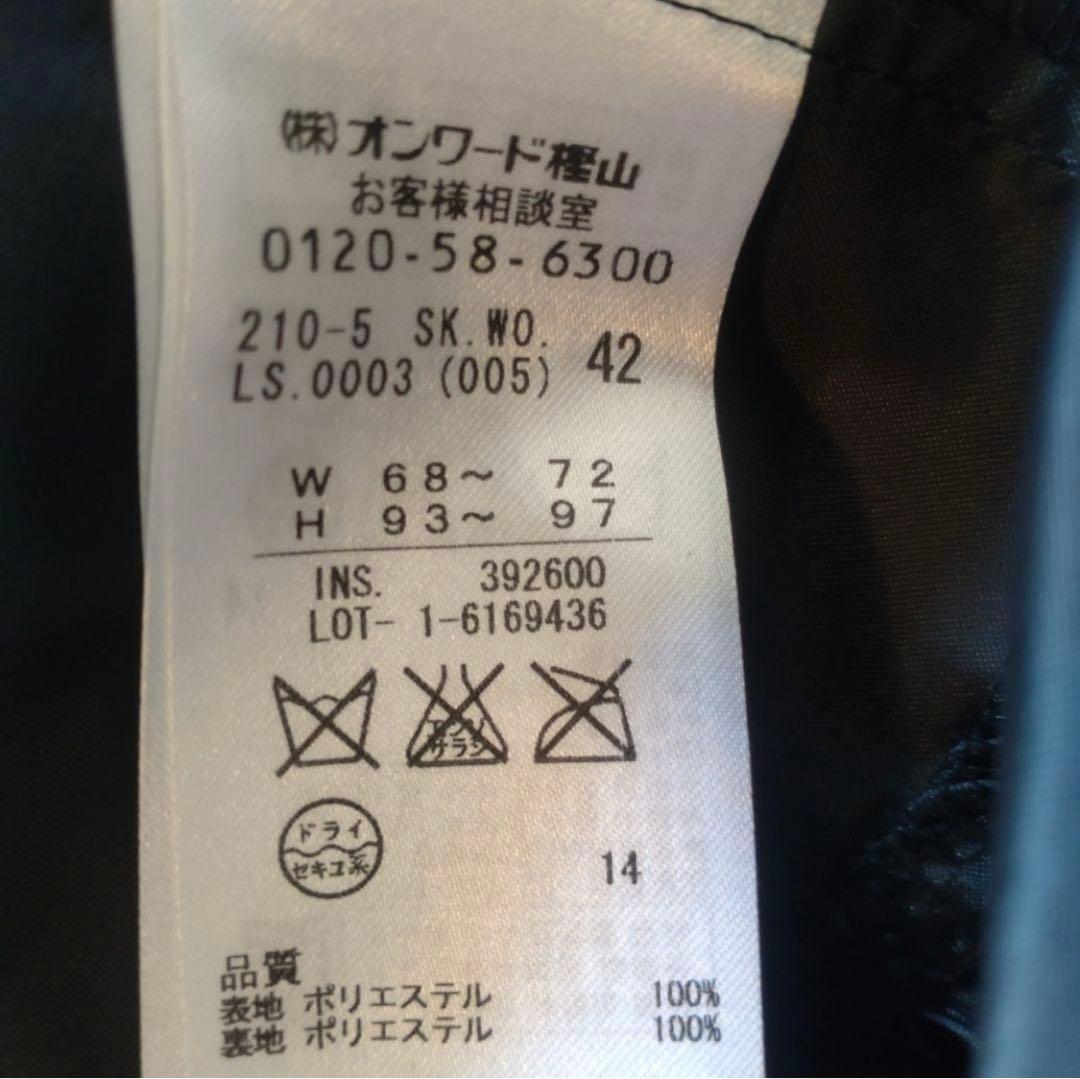 (株)オンワード樫山
お客様相談室
0120-58-6300
210-5 SK.WO.
LS.0003 (005) 42
W 68～ 72
H 93～ 97
INS. 392600
LOT- 1-6169436
エンソ
サラシ
ドライ
セキユ系
14
品質
表地 ポリエステル 100%
裏地 ポリエステル 100%